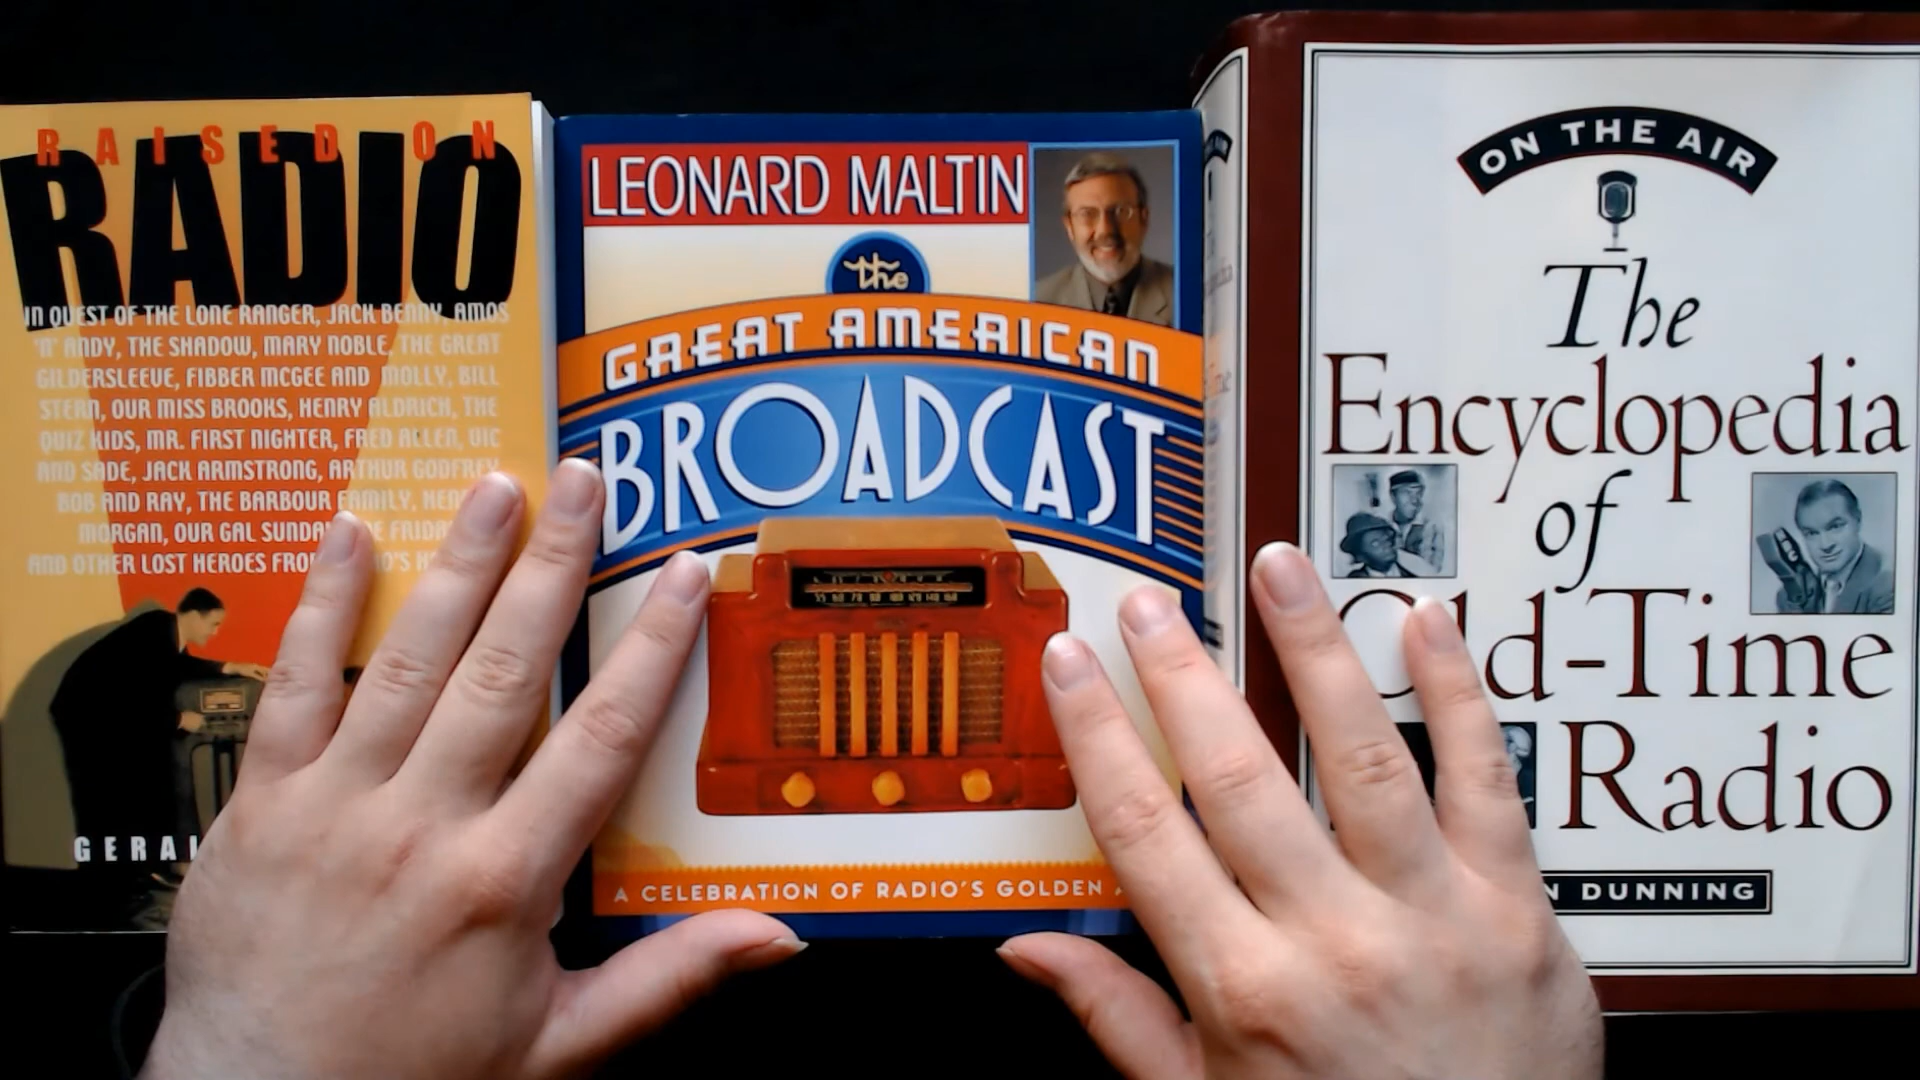 RAISED ON
RADIO
IN QUEST OF THE LONE RANGER, JACK BENNY, AMOS
'N' ANDY, THE SHADOW, MARY NOBLE, THE GREAT
GILDERSLEEVE, FIBBER MCGEE AND MOLLY, BILL
STERN, OUR MISS BROOKS, HENRY ALDRICH, THE
QUIZ KIDS, MR. FIRST NIGHTER, FRED ALLEN, VIC
AND SADE, JACK ARMSTRONG, ARTHUR GODFREY,
BOB AND RAY, THE BARBOUR FAMILY,
MORGAN, OUR GAL
AND OTHER LOST HEROES
LEONARD MALTIN
the
GREAT AMERICAN
BROADCAST
A CELEBRATION OF RADIO'S GOLDEN
ON THE AIR
The
Encyclopedia
of
Old-Time
Radio
DUNNING